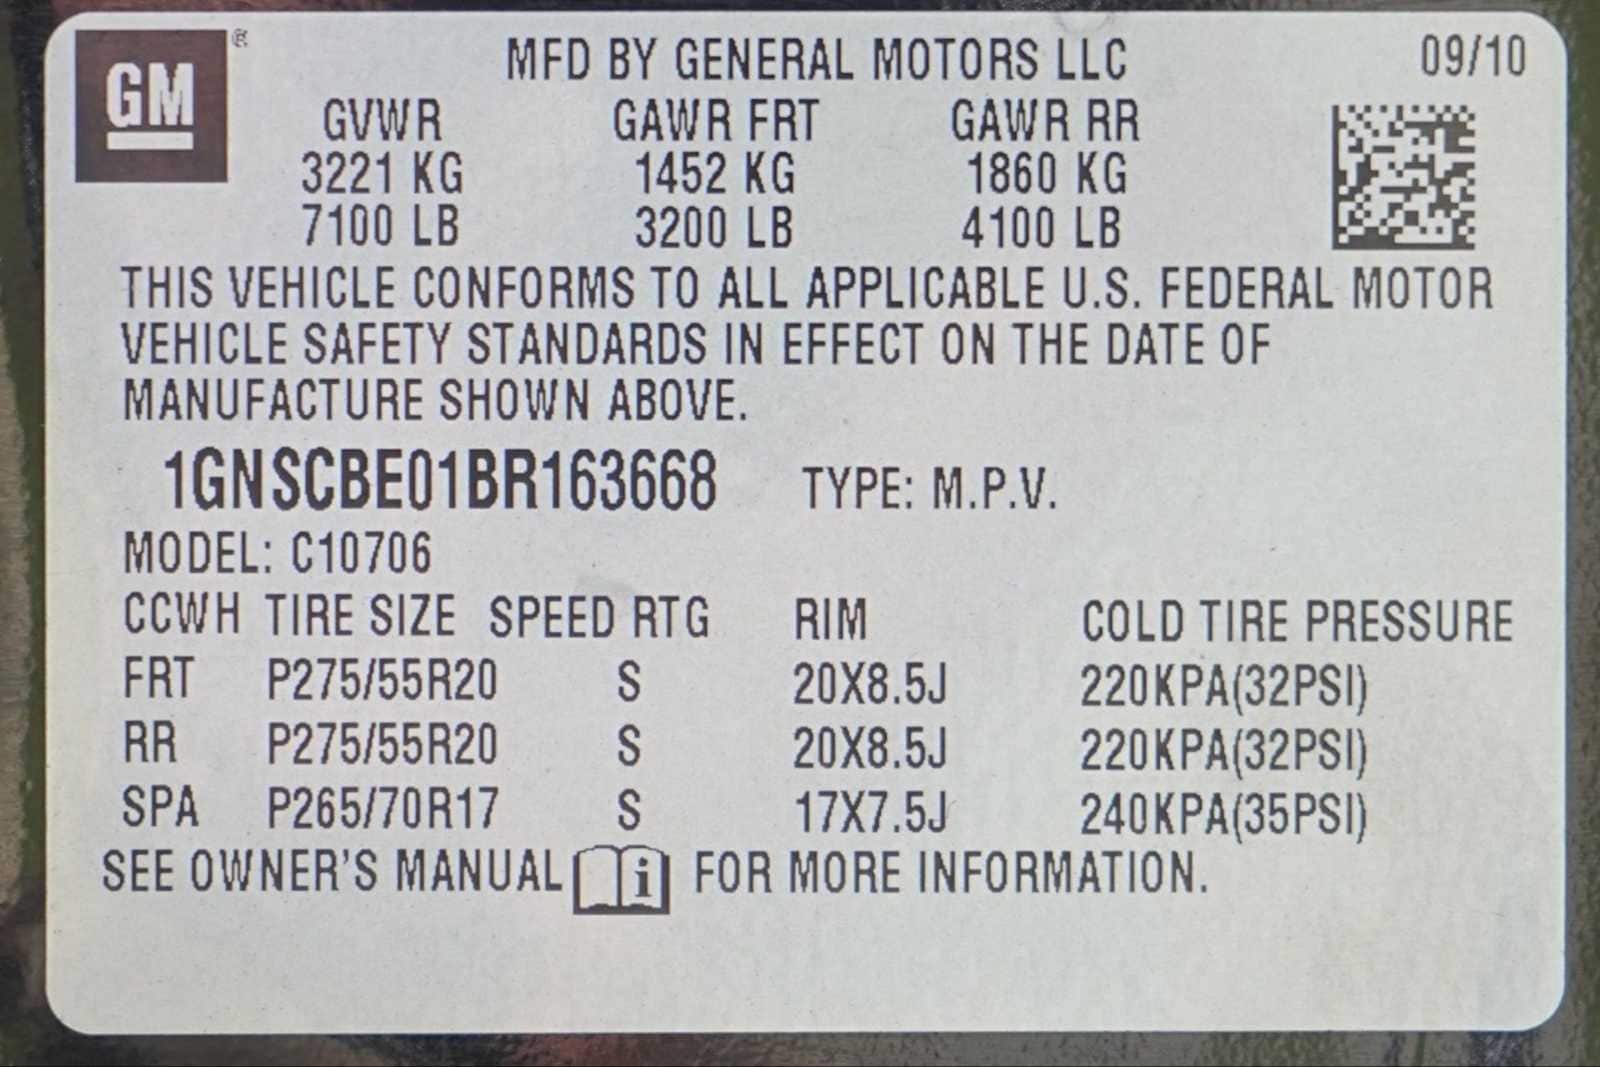 GM ® MFD BY GENERAL MOTORS LLC 09/10
GVWR GAWR FRT GAWR RR
3221 KG 1452 KG 1860 KG
7100 LB 3200 LB 4100 LB
THIS VEHICLE CONFORMS TO ALL APPLICABLE U.S. FEDERAL MOTOR
VEHICLE SAFETY STANDARDS IN EFFECT ON THE DATE OF
MANUFACTURE SHOWN ABOVE.
1GNSCBE01BR163668 TYPE: M.P.V.
MODEL: C10706
CCWH TIRE SIZE SPEED RTG RIM COLD TIRE PRESSURE
FRT P275/55R20 S 20X8.5J 220KPA(32PSI)
RR P275/55R20 S 20X8.5J 220KPA(32PSI)
SPA P265/70R17 S 17X7.5J 240KPA(35PSI)
SEE OWNER'S MANUAL i FOR MORE INFORMATION.